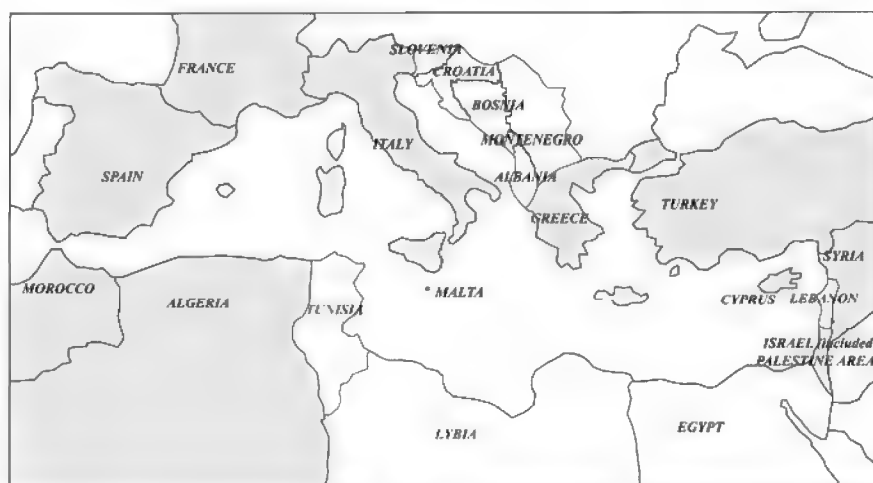 SLOVENIA
FRANCE
CROATIA
BOSNIA
MONTENEGRO
ITALY
SPAIN
ALBANIA
TURKEY
GREECE
SYRIA
MOROCCO
ALGERIA
TUNISIA
MALTA
CYPRUS
LEBANON
ISRAEL (included
PALESTINE AREA
LYBIA
EGYPT